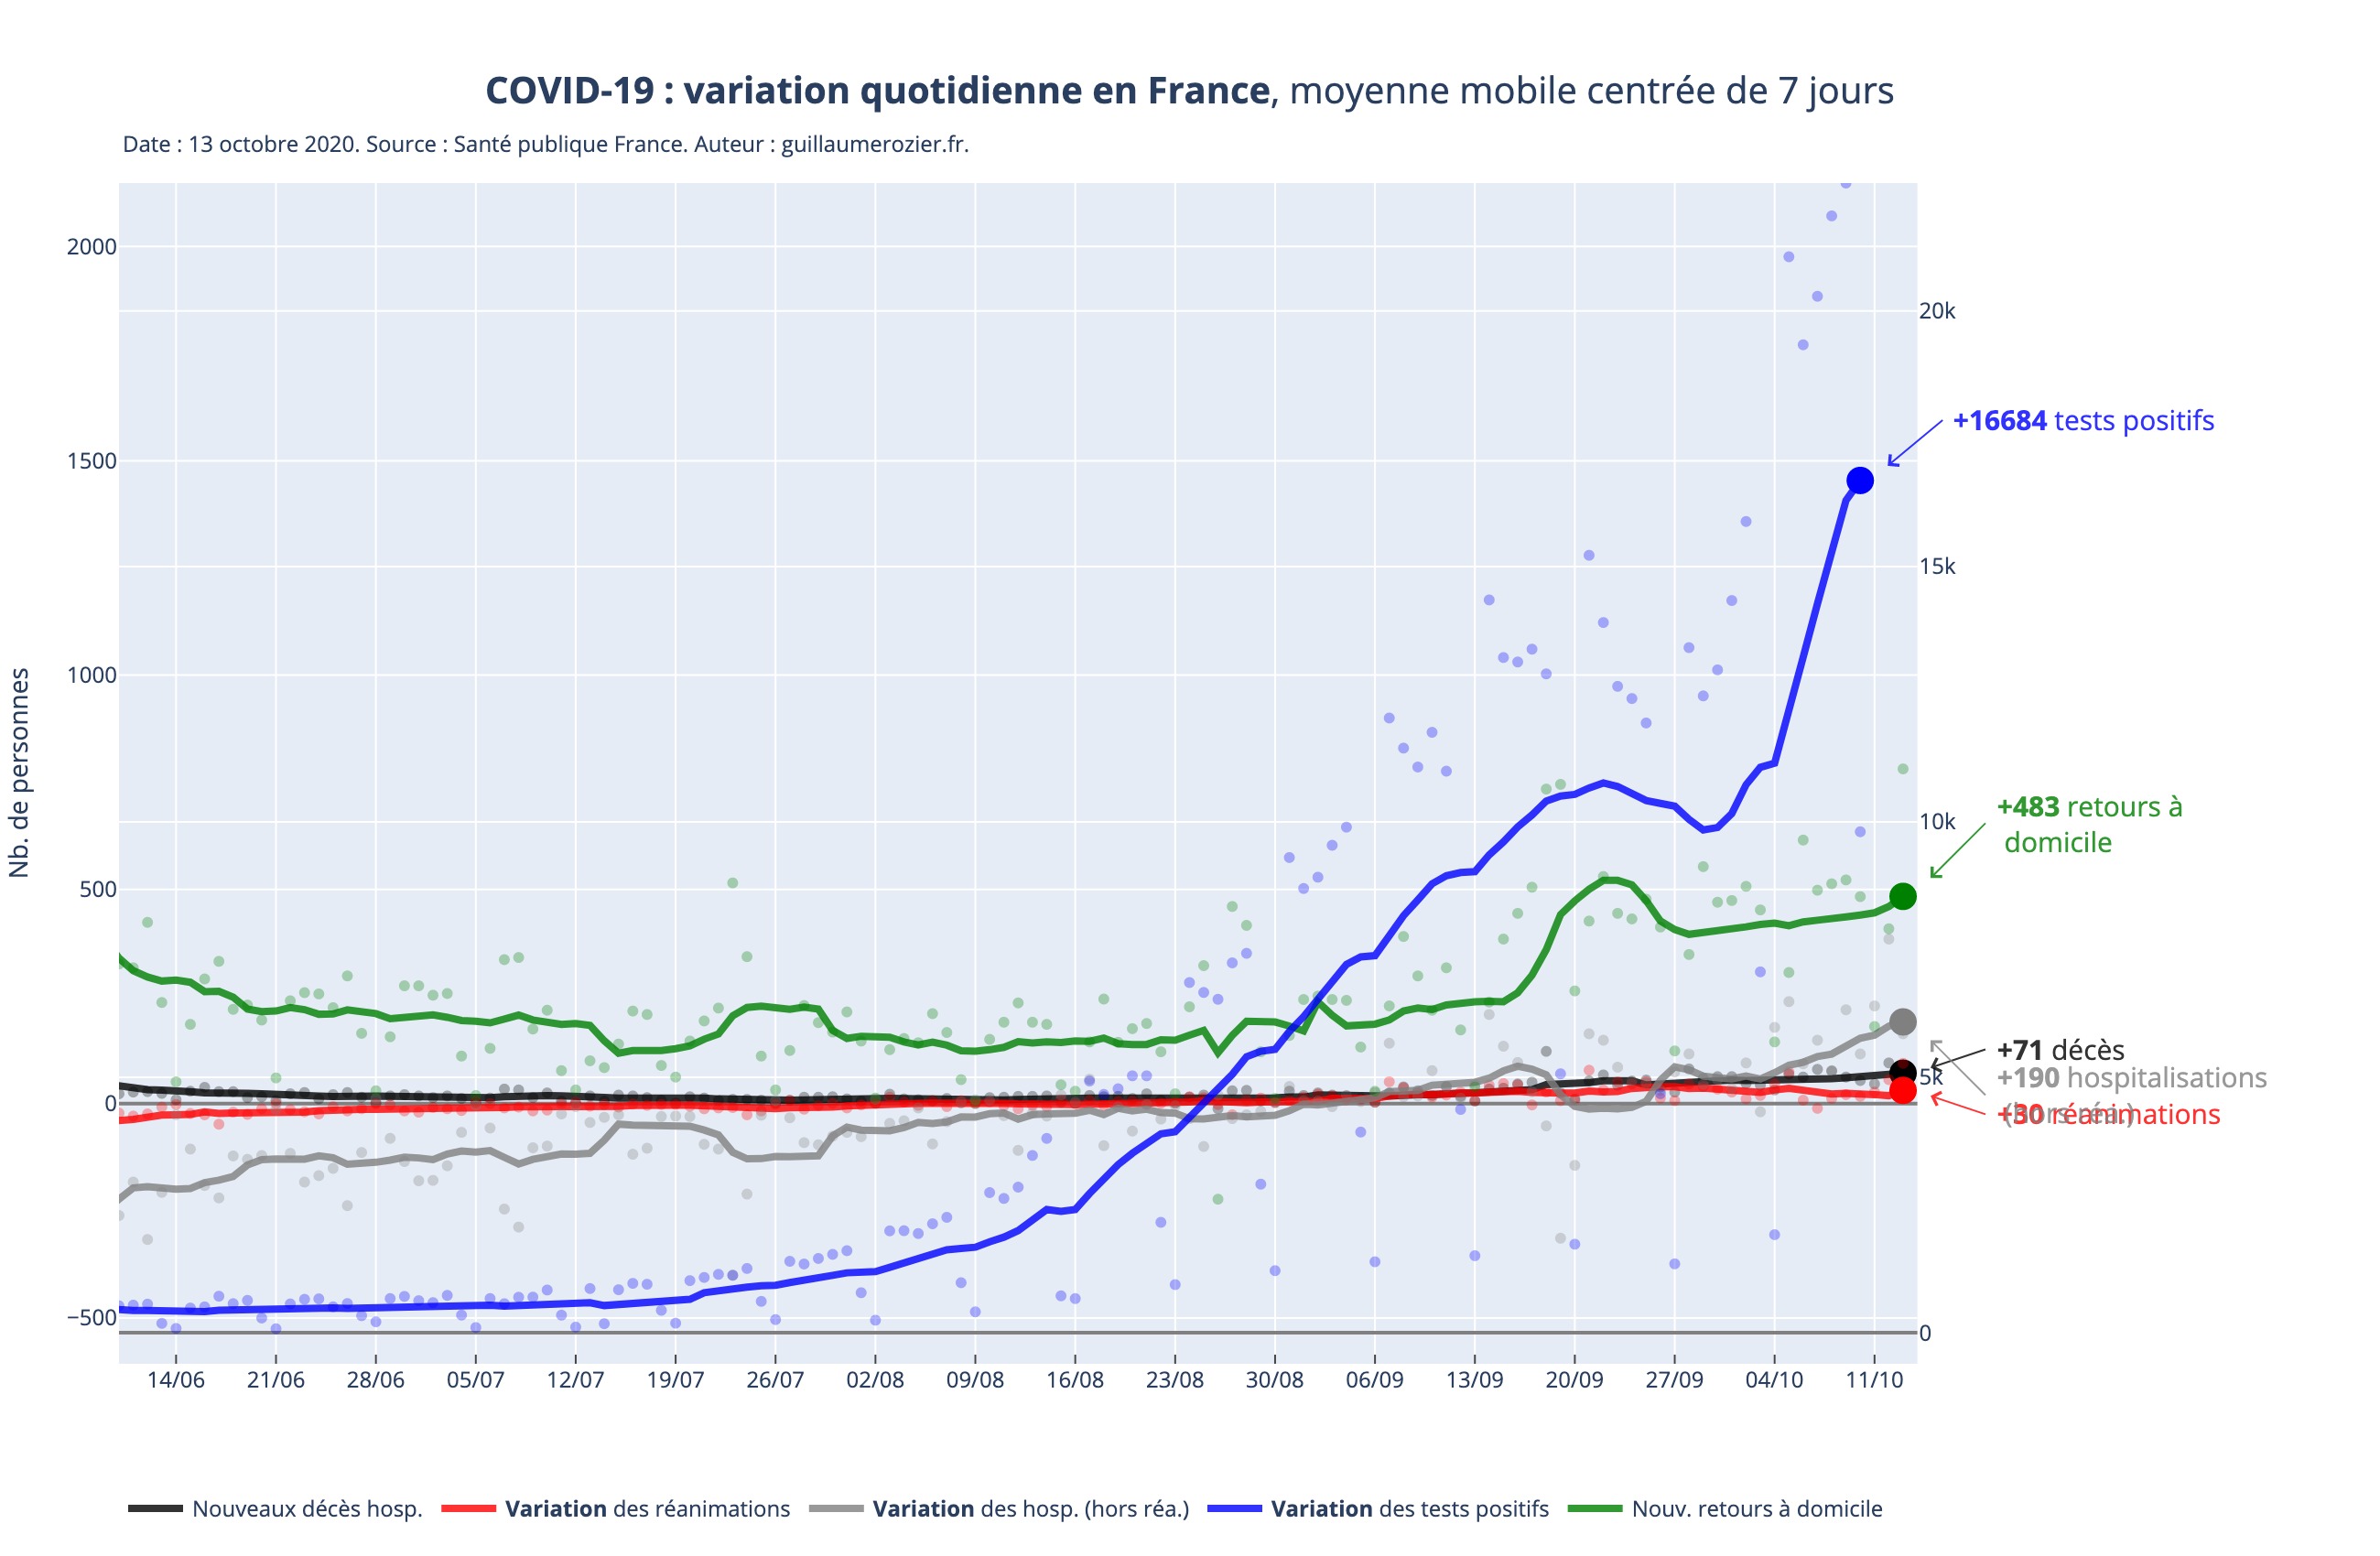 COVID-19 : variation quotidienne en France, moyenne mobile centrée de 7 jours
Date : 13 octobre 2020. Source : Santé publique France. Auteur : guillaumerozier.fr.
Nb. de personnes
2000
1500
1000
500
0
−500
20k
15k
10k
5k
0
+16684 tests positifs
+483 retours à
domicile
+71 décès
+190 hospitalisations
(hors réa.)
+30 réanimations
14/06 21/06 28/06 05/07 12/07 19/07 26/07 02/08 09/08 16/08 23/08 30/08 06/09 13/09 20/09 27/09 04/10 11/10
Nouveaux décès hosp. Variation des réanimations Variation des hosp. (hors réa.) Variation des tests positifs Nouv. retours à domicile